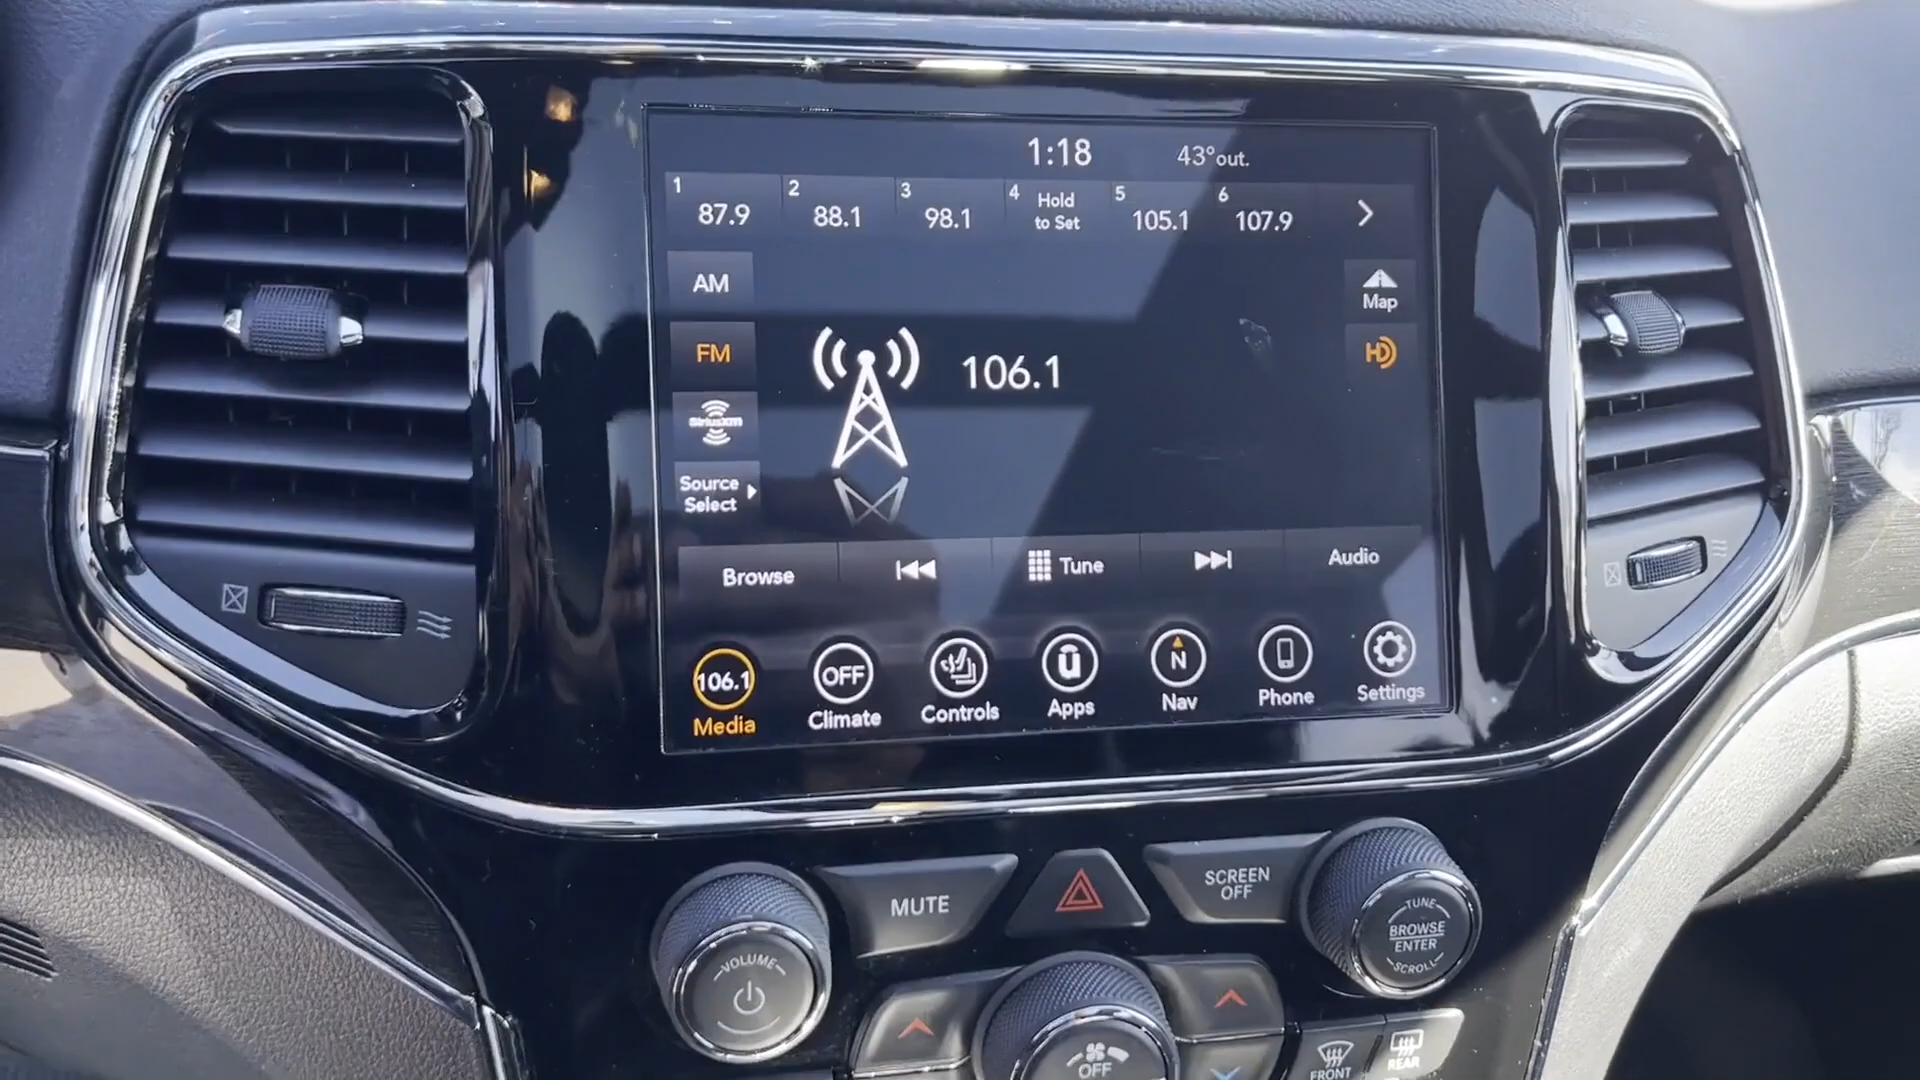 1:18 43°out.
1 87.9 2 88.1 3 98.1 4 Hold to Set 5 105.1 6 107.9
AM
Map
FM
106.1
HD
SiriusXM
Source
Select
Browse Tune Audio
106.1 OFF N
Media Climate Controls Apps Nav Phone Settings
MUTE
SCREEN
OFF
TUNE
BROWSE
ENTER
SCROLL
VOLUME
OFF
FRONT
REAR